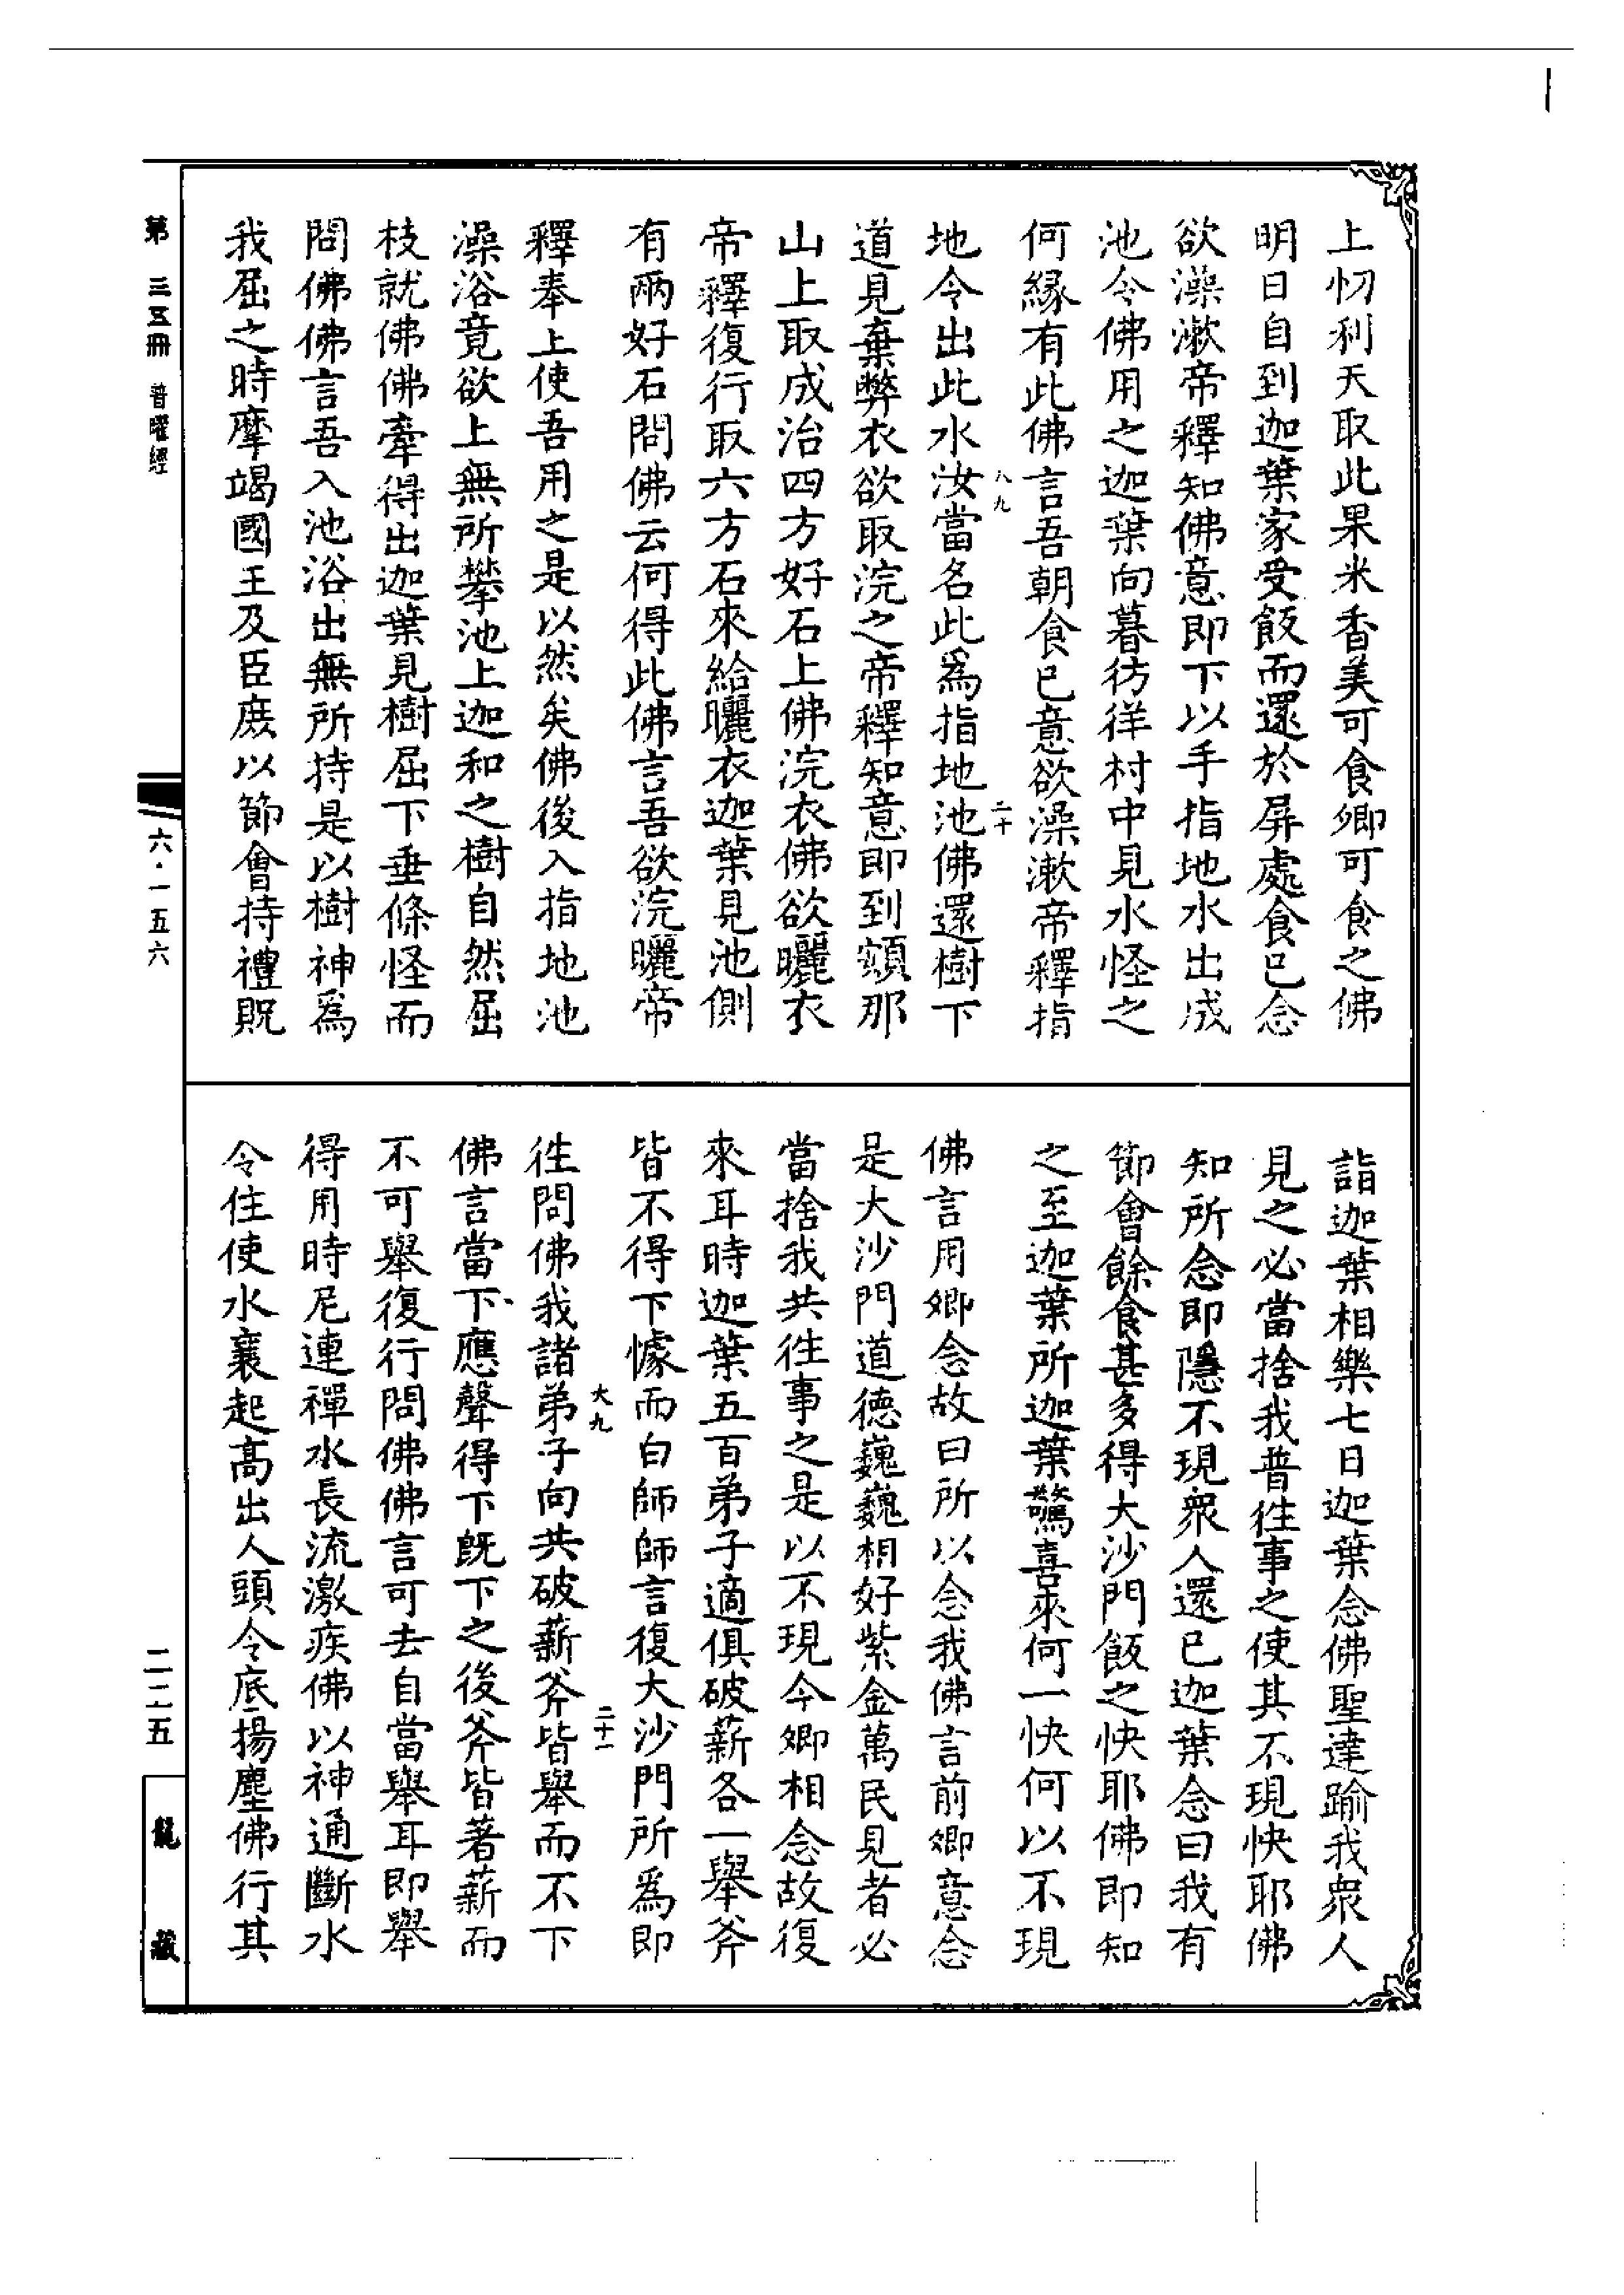 上忉利天取此果米香美可食卿可食之佛
明日自到迦葉家受飯而還於屏處食已念
欲澡漱帝釋知佛意即下以手指地水出成
池令佛用之迦葉向暮彷徉村中見水怪之
何緣有此佛言吾朝食已意欲澡漱帝釋指
八九
二十
地令出此水汝當名此為指地池佛還樹下
道見棄弊衣欲取浣之帝釋知意即到頞那
山上取成治四方好石上佛浣衣佛欲曬衣
帝釋復行取六方石來給曬衣迦葉見池側
有兩好石問佛云何得此佛言吾欲浣曬帝
釋奉上使吾用之是以然矣佛後入指地池
澡浴竟欲上無所攀池上迦和之樹自然屈
枝就佛佛牽得出迦葉見樹屈下垂條怪而
問佛佛言吾入池浴出無所持是以樹神為
我屈之時摩竭國王及臣庶以節會持禮貺
詣迦葉相樂七日迦葉念佛聖達踰我眾人
見之必當捨我普往事之使其不現快耶佛
知所念即隱不現眾人還已迦葉念曰我有
節會餘食甚多得大沙門飯之快耶佛即知
之至迦葉所迦葉驚喜來何一快何以不現
佛言用卿念故曰所以念我佛言前卿意念
是大沙門道德巍巍相好紫金萬民見者必
當捨我共往事之是以不現今卿相念故復
來耳時迦葉五百弟子適俱破薪各一舉斧
皆不得下懅而白師師言復大沙門所為即
大九
二十一
往問佛我諸弟子向共破薪斧皆舉而不下
佛言當下應聲得下既下之後斧皆著薪而
不可舉復行問佛佛言可去自當舉耳即舉
得用時尼連禪水長流激疾佛以神通斷水
令住使水襄起高出人頭令底揚塵佛行其
第三五冊 普曜經
六·一五六
二二五
龍藏